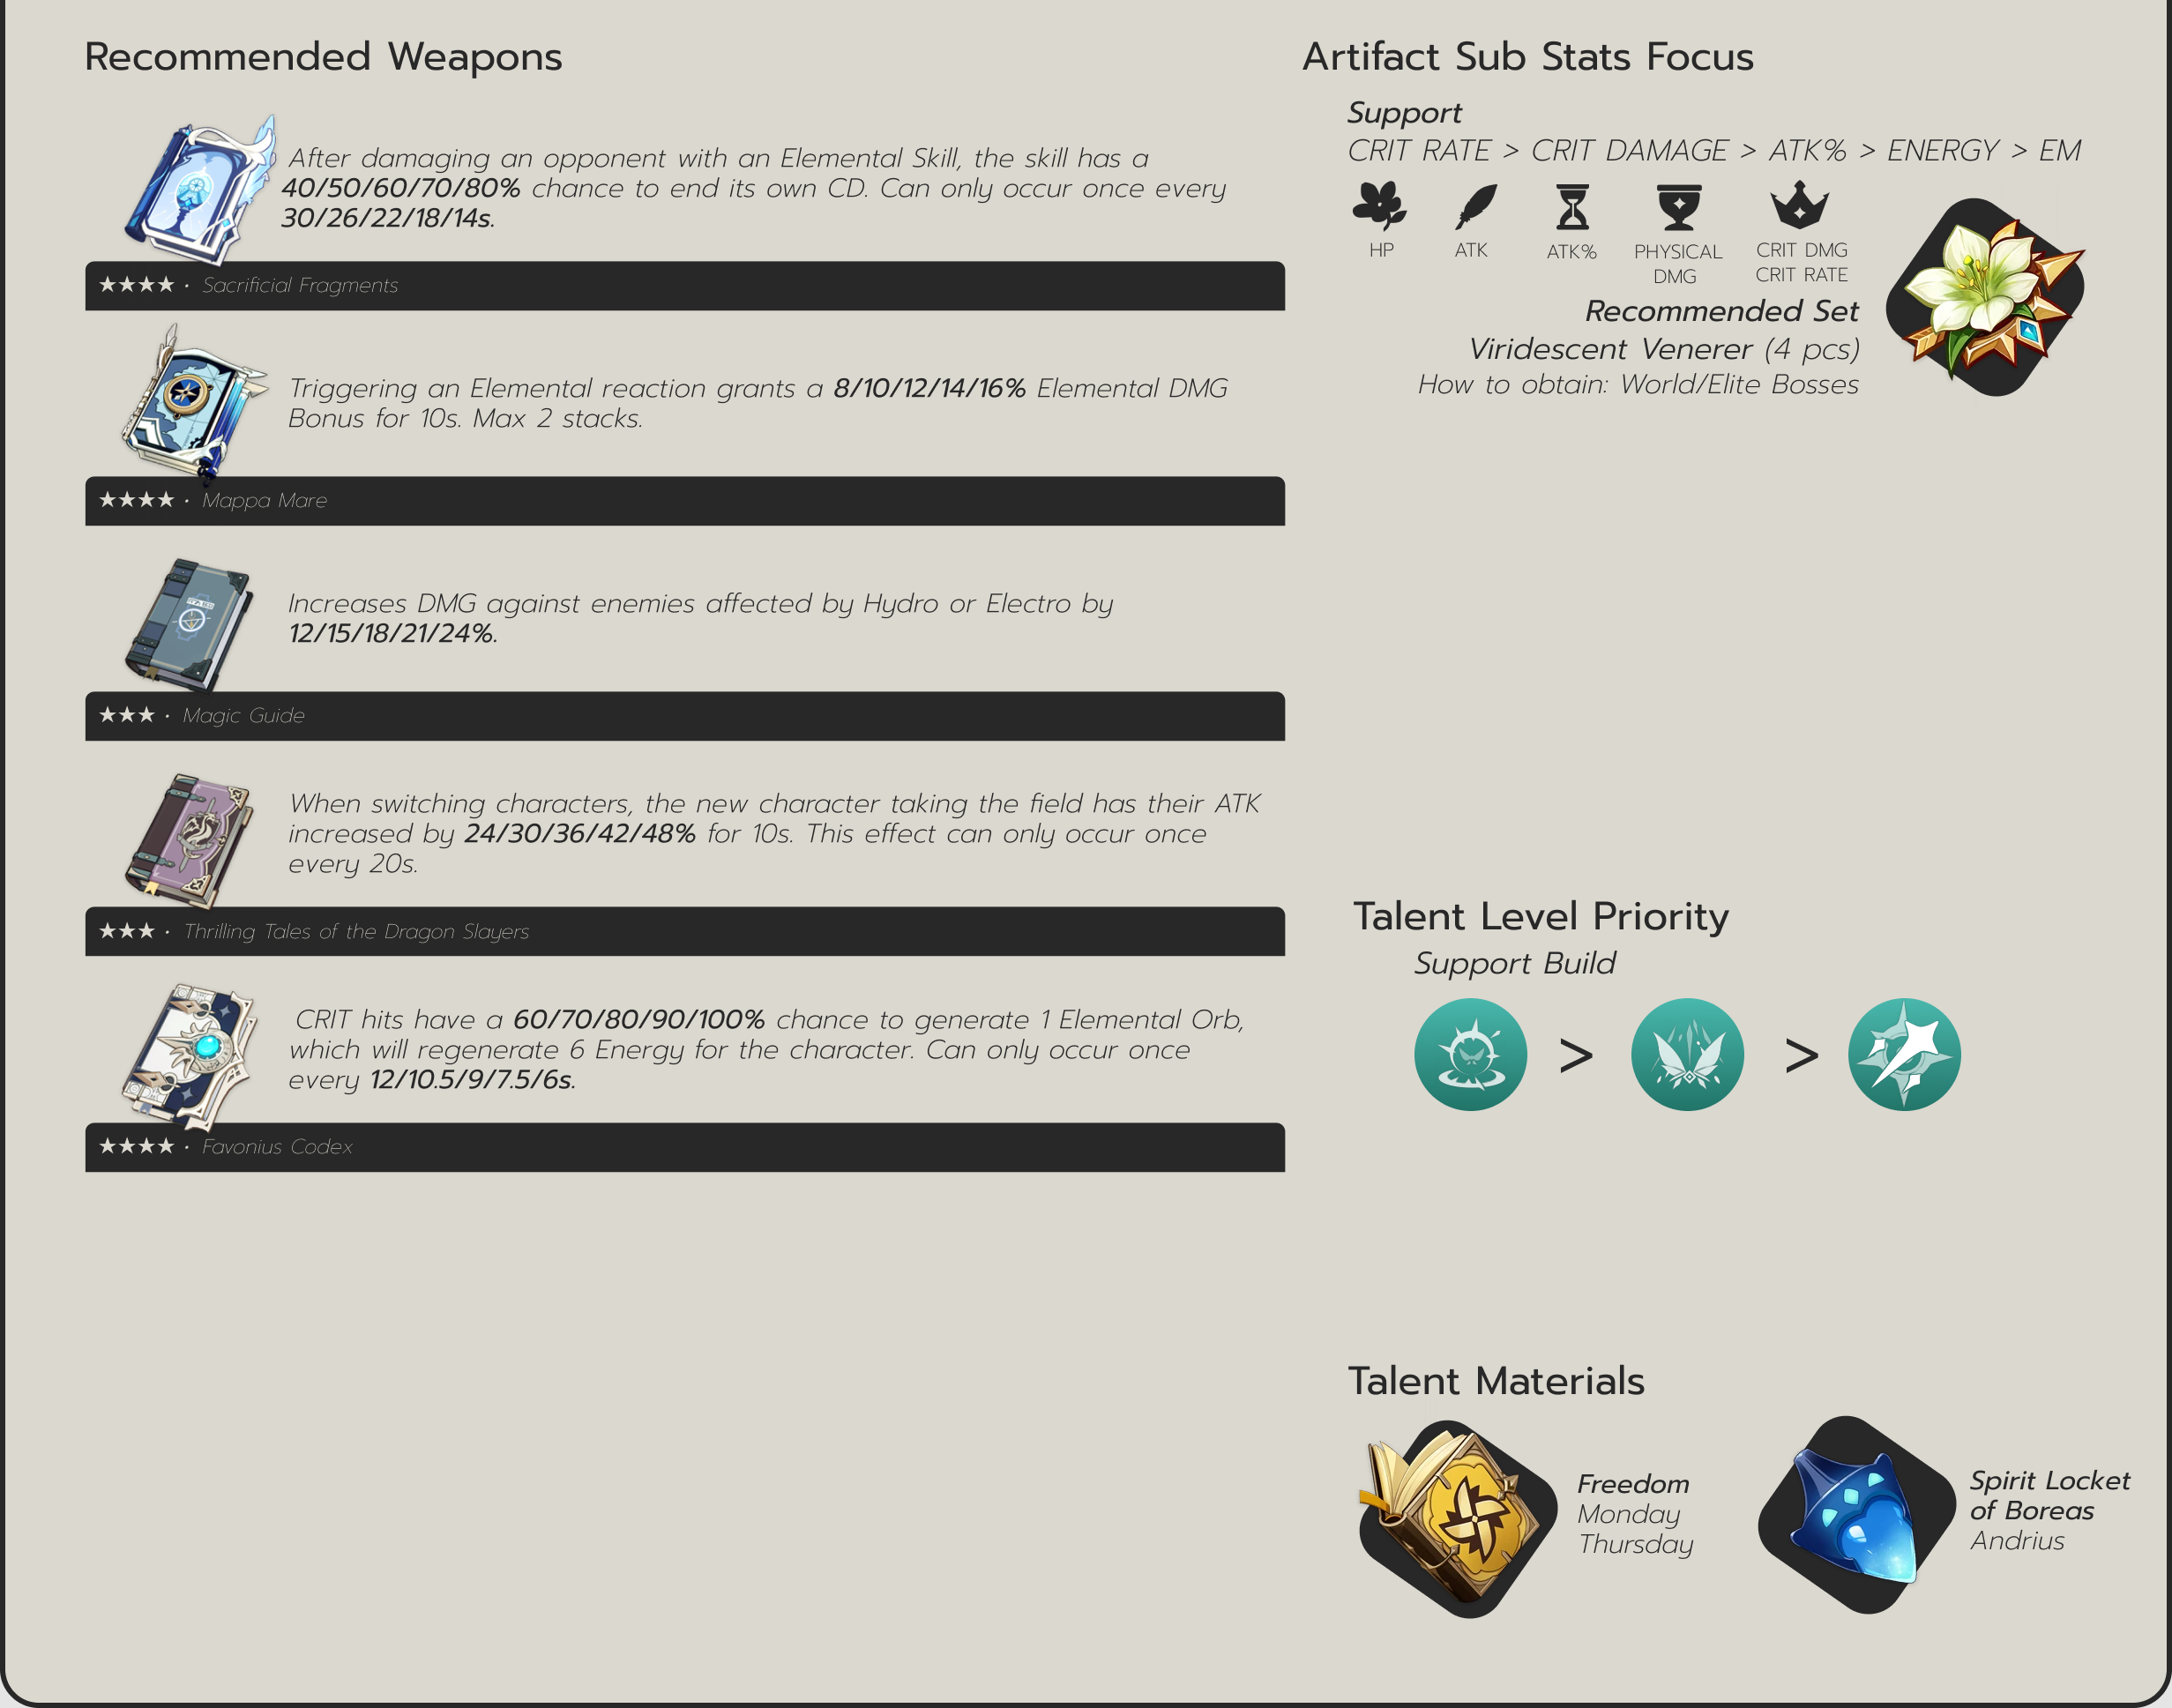 Recommended Weapons
After damaging an opponent with an Elemental Skill, the skill has a
40/50/60/70/80% chance to end its own CD. Can only occur once every
30/26/22/18/14s.
★★★★ · Sacrificial Fragments
Triggering an Elemental reaction grants a 8/10/12/14/16% Elemental DMG
Bonus for 10s. Max 2 stacks.
★★★★ · Mappa Mare
Increases DMG against enemies affected by Hydro or Electro by
12/15/18/21/24%.
★★★ · Magic Guide
When switching characters, the new character taking the field has their ATK
increased by 24/30/36/42/48% for 10s. This effect can only occur once
every 20s.
★★★ · Thrilling Tales of the Dragon Slayers
CRIT hits have a 60/70/80/90/100% chance to generate 1 Elemental Orb,
which will regenerate 6 Energy for the character. Can only occur once
every 12/10.5/9/7.5/6s.
★★★★ · Favonius Codex
Artifact Sub Stats Focus
Support
CRIT RATE > CRIT DAMAGE > ATK% > ENERGY > EM
HP ATK ATK% PHYSICAL DMG CRIT DMG CRIT RATE
Recommended Set
Viridescent Venerer (4 pcs)
How to obtain: World/Elite Bosses
Talent Level Priority
Support Build
> >
Talent Materials
Freedom
Monday
Thursday
Spirit Locket
of Boreas
Andrius